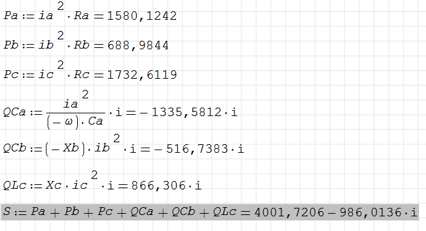 Pa:=ia²·Ra=1580,1242
Pb:=ib²·Rb=688,9844
Pc:=ic²·Rc=1732,6119
QCa:=ia²/((-ω)·Ca)·i=-1335,5812·i
QCb:=(-Xb)·ib²·i=-516,7383·i
QLc:=Xc·ic²·i=866,306·i
S:=Pa+Pb+Pc+QCa+QCb+QLc=4001,7206-986,0136·i